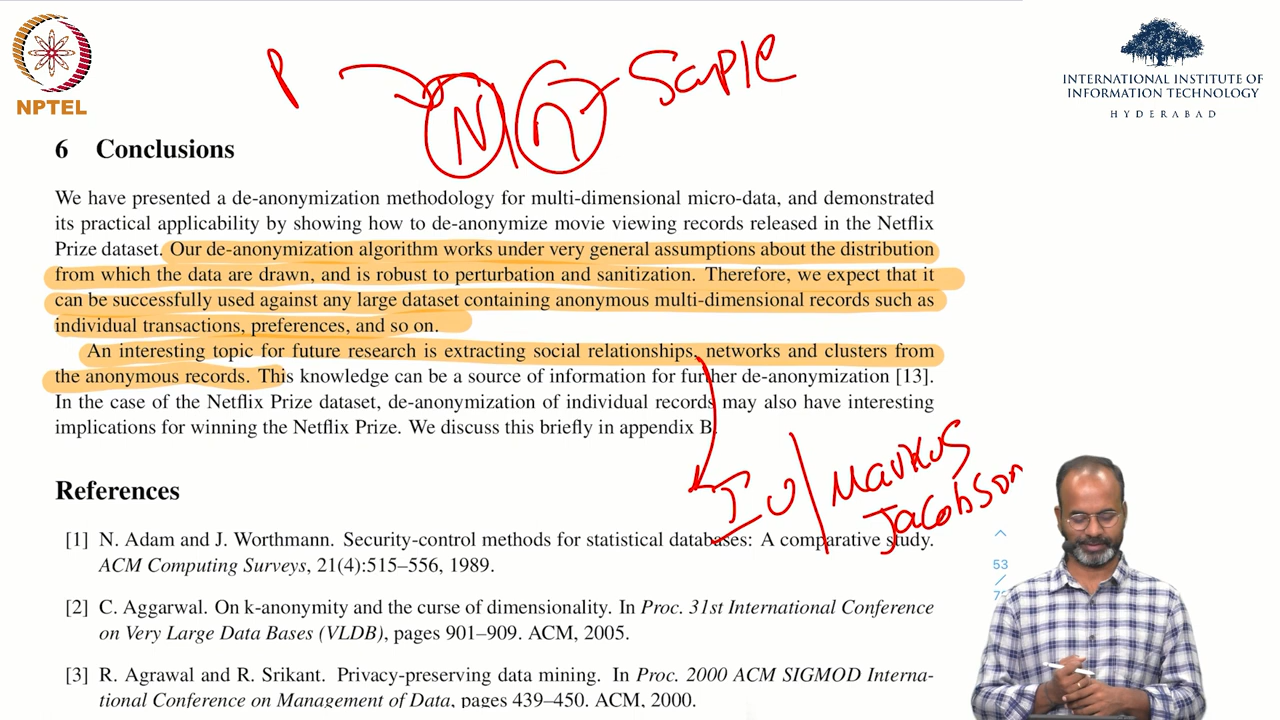 NPTEL
INTERNATIONAL INSTITUTE OF
INFORMATION TECHNOLOGY
HYDERABAD
N
n
Sample
6 Conclusions
We have presented a de-anonymization methodology for multi-dimensional micro-data, and demonstrated
its practical applicability by showing how to de-anonymize movie viewing records released in the Netflix
Prize dataset. Our de-anonymization algorithm works under very general assumptions about the distribution
from which the data are drawn, and is robust to perturbation and sanitization. Therefore, we expect that it
can be successfully used against any large dataset containing anonymous multi-dimensional records such as
individual transactions, preferences, and so on.
An interesting topic for future research is extracting social relationships, networks and clusters from
the anonymous records. This knowledge can be a source of information for further de-anonymization [13].
In the case of the Netflix Prize dataset, de-anonymization of individual records may also have interesting
implications for winning the Netflix Prize. We discuss this briefly in appendix B.
IU / Markus
Jacobson
References
[1] N. Adam and J. Worthmann. Security-control methods for statistical databases: A comparative study.
ACM Computing Surveys, 21(4):515–556, 1989.
[2] C. Aggarwal. On k-anonymity and the curse of dimensionality. In Proc. 31st International Conference
on Very Large Data Bases (VLDB), pages 901–909. ACM, 2005.
[3] R. Agrawal and R. Srikant. Privacy-preserving data mining. In Proc. 2000 ACM SIGMOD Interna-
tional Conference on Management of Data, pages 439–450. ACM, 2000.
53
/